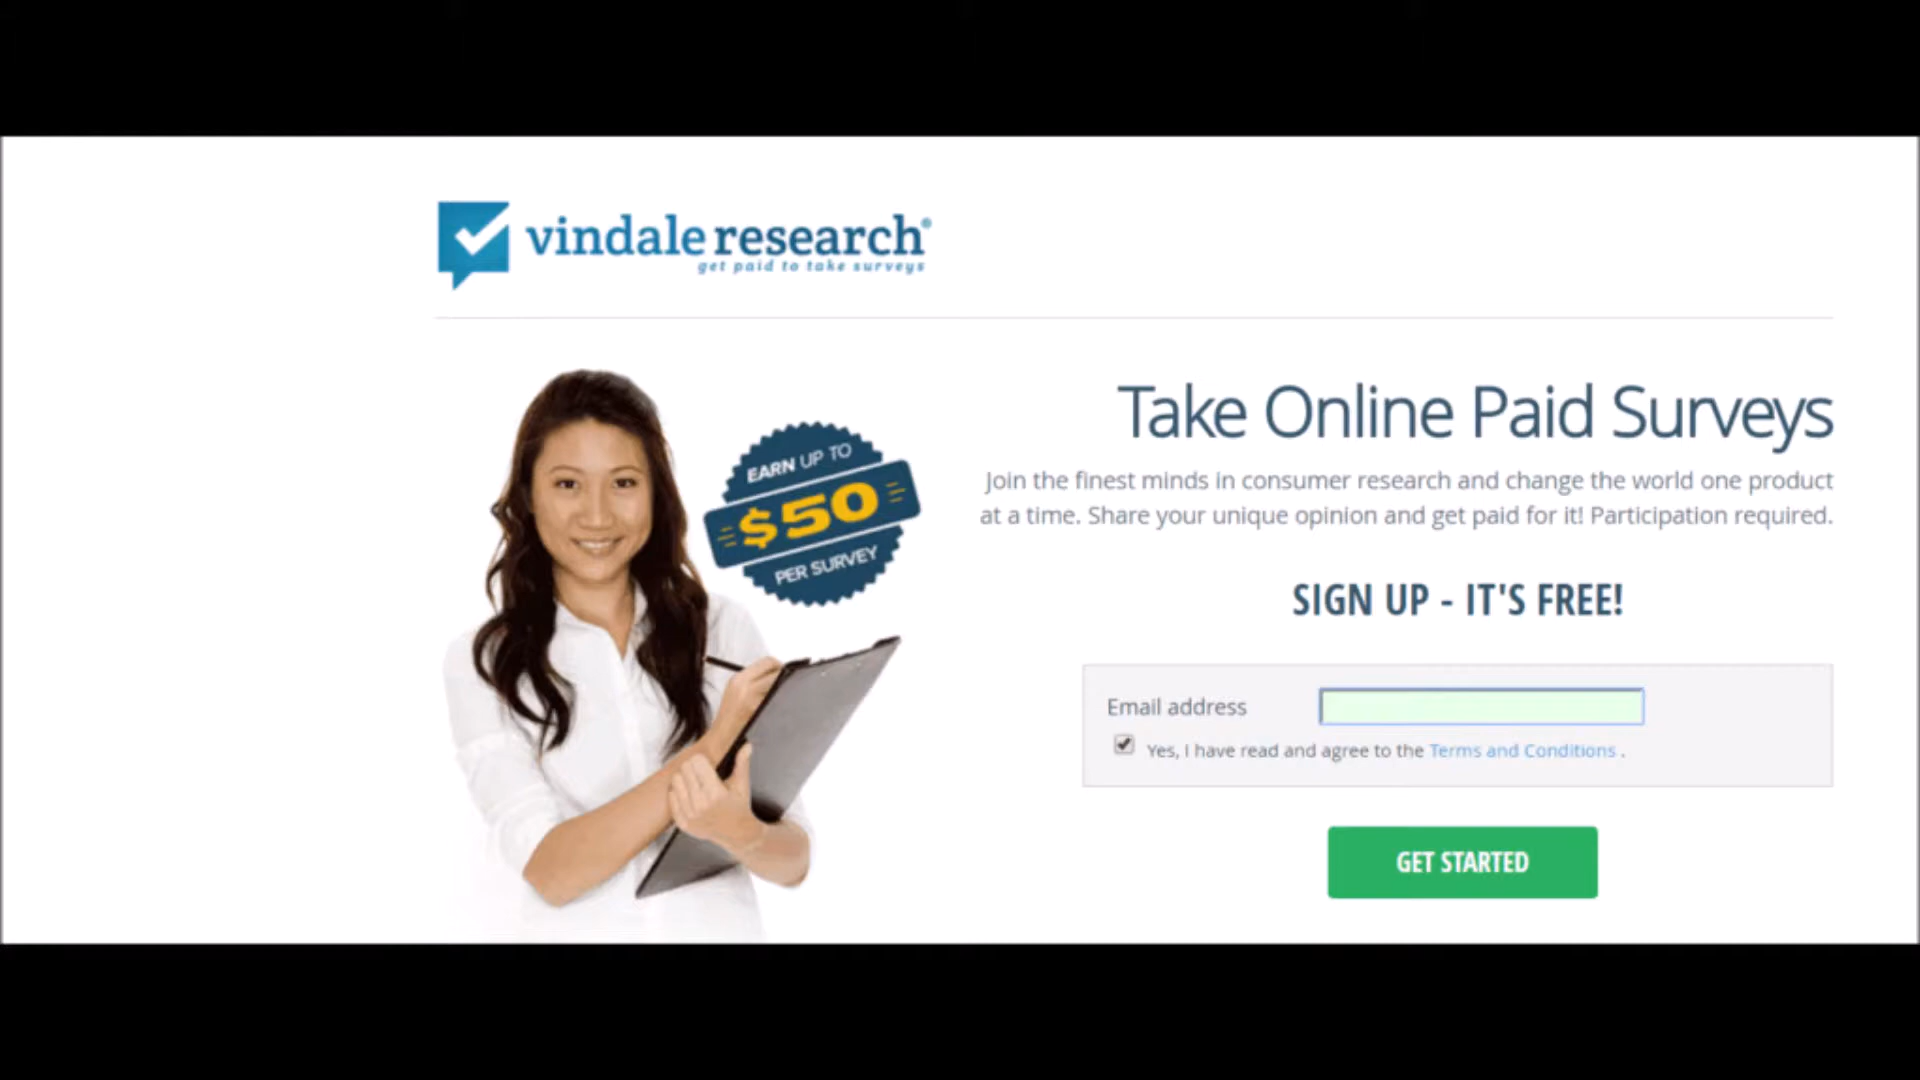 vindale research®
get paid to take surveys
EARN UP TO
$50
PER SURVEY
Take Online Paid Surveys
Join the finest minds in consumer research and change the world one product
at a time. Share your unique opinion and get paid for it! Participation required.
SIGN UP - IT'S FREE!
Email address
Yes, I have read and agree to the Terms and Conditions .
GET STARTED